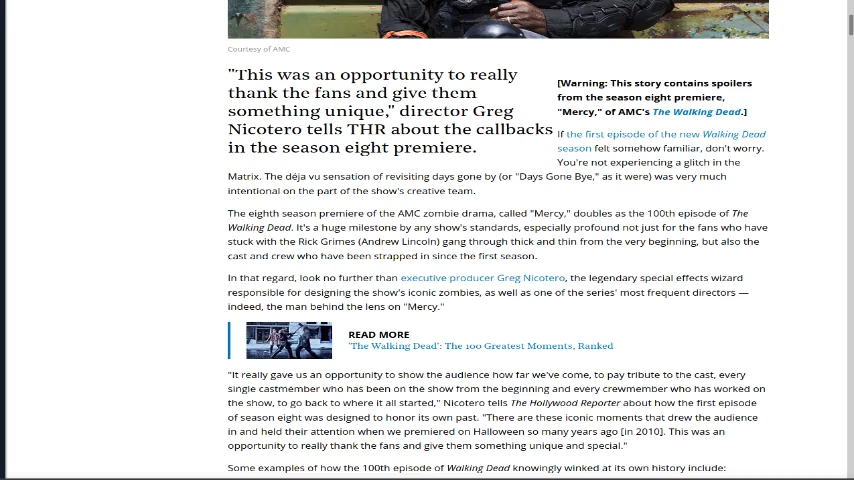 Courtesy of AMC
"This was an opportunity to really
thank the fans and give them
something unique," director Greg
Nicotero tells THR about the callbacks
in the season eight premiere.
[Warning: This story contains spoilers
from the season eight premiere,
"Mercy," of AMC's The Walking Dead.]
If the first episode of the new Walking Dead
season felt somehow familiar, don't worry.
You're not experiencing a glitch in the
Matrix. The déja vu sensation of revisiting days gone by (or "Days Gone Bye," as it were) was very much
intentional on the part of the show's creative team.
The eighth season premiere of the AMC zombie drama, called "Mercy," doubles as the 100th episode of The
Walking Dead. It's a huge milestone by any show's standards, especially profound not just for the fans who have
stuck with the Rick Grimes (Andrew Lincoln) gang through thick and thin from the very beginning, but also the
cast and crew who have been strapped in since the first season.
In that regard, look no further than executive producer Greg Nicotero, the legendary special effects wizard
responsible for designing the show's iconic zombies, as well as one of the series' most frequent directors —
indeed, the man behind the lens on "Mercy."
READ MORE
'The Walking Dead': The 100 Greatest Moments, Ranked
"It really gave us an opportunity to show the audience how far we've come, to pay tribute to the cast, every
single castmember who has been on the show from the beginning and every crewmember who has worked on
the show, to go back to where it all started," Nicotero tells The Hollywood Reporter about how the first episode
of season eight was designed to honor its own past. "There are these iconic moments that drew the audience
in and held their attention when we premiered on Halloween so many years ago [in 2010]. This was an
opportunity to really thank the fans and give them something unique and special."
Some examples of how the 100th episode of Walking Dead knowingly winked at its own history include: